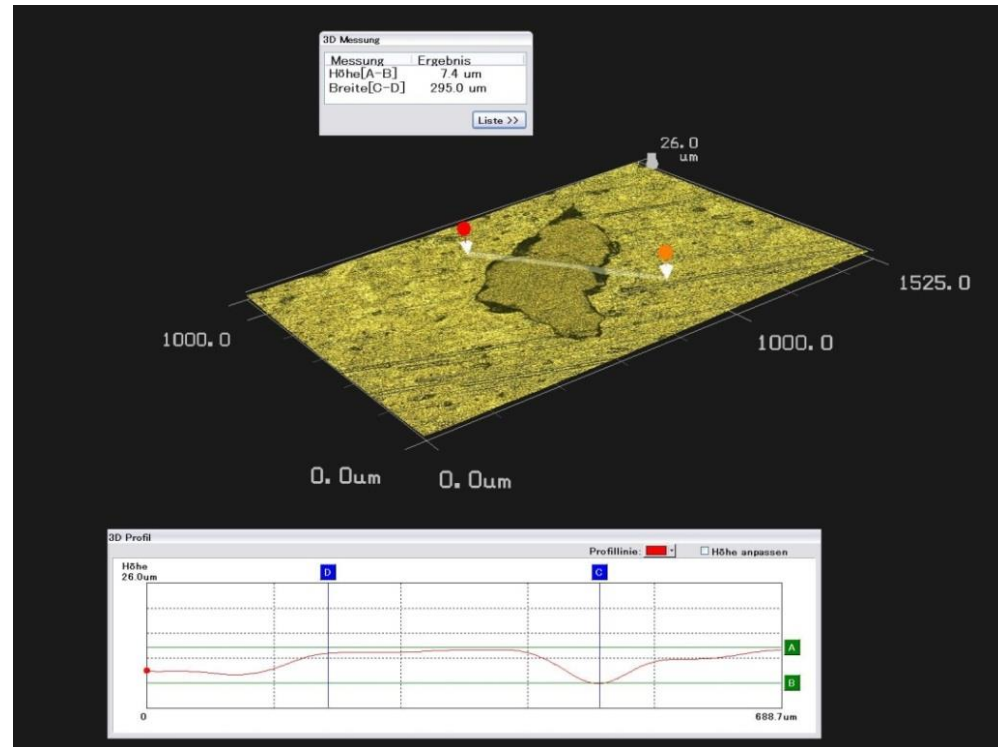 3D Messung
Messung Ergebnis
Höhe[A-B] 7.4 um
Breite[C-D] 295.0 um
Liste >>
26.0
um
1525.0
1000.0
1000.0
0.0um
0.0um
3D Profil
Profillinie:
Höhe anpassen
Höhe
26.0um
D
C
A
B
0
688.7um